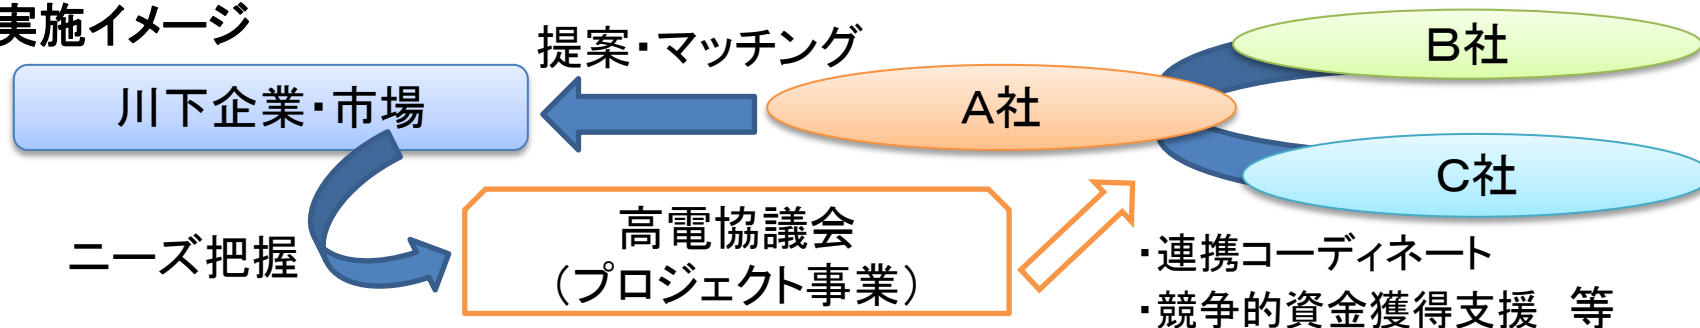 実施イメージ
提案・マッチング
B社
川下企業・市場
A社
C社
高電協議会
(プロジェクト事業)
ニーズ把握
・連携コーディネート
・競争的資金獲得支援 等